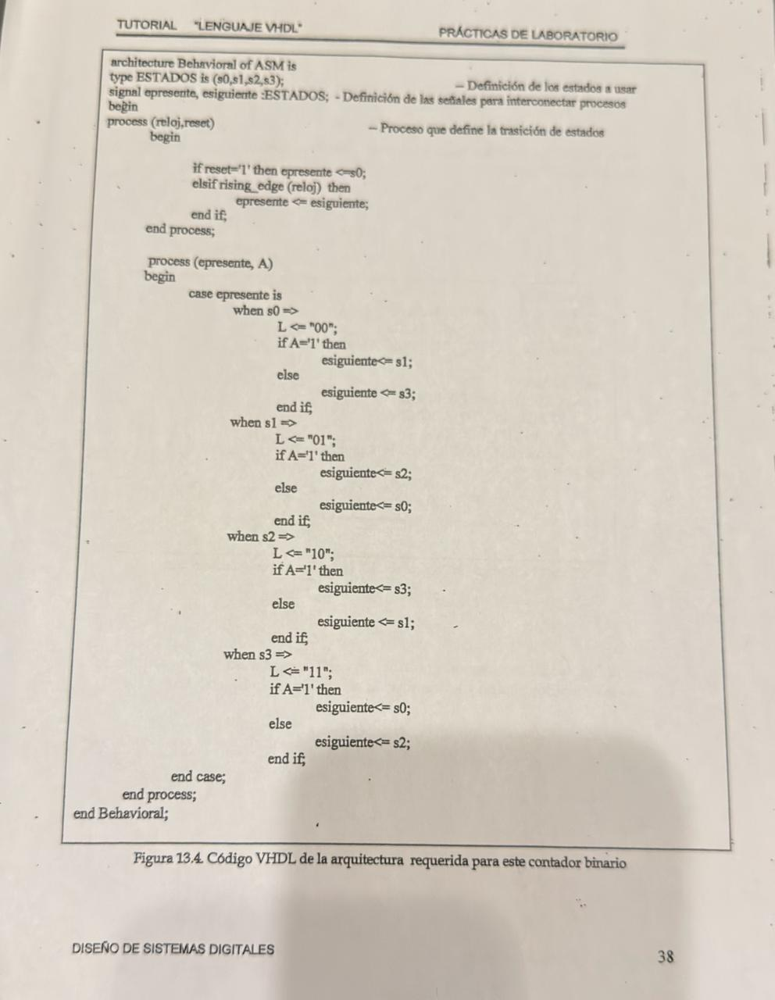 TUTORIAL "LENGUAJE VHDL" PRÁCTICAS DE LABORATORIO
architecture Behavioral of ASM is
type ESTADOS is (s0,s1,s2,s3); -- Definición de los estados a usar
signal epresente, esiguiente :ESTADOS; - Definición de las señales para interconectar procesos
begin
process (reloj,reset) -- Proceso que define la trasición de estados
begin
if reset='1' then epresente <=s0;
elsif rising_edge (reloj) then
epresente <= esiguiente;
end if;
end process;
process (epresente, A)
begin
case epresente is
when s0 =>
L <= "00";
if A='1' then
esiguiente<= s1;
else
esiguiente <= s3;
end if;
when s1 =>
L <= "01";
if A='1' then
esiguiente<= s2;
else
esiguiente<= s0;
end if;
when s2 =>
L <= "10";
if A='1' then
esiguiente<= s3;
else
esiguiente <= s1;
end if;
when s3 =>
L <= "11";
if A='1' then
esiguiente<= s0;
else
esiguiente<= s2;
end if;
end case;
end process;
end Behavioral;
Figura 13.4. Código VHDL de la arquitectura requerida para este contador binario
DISEÑO DE SISTEMAS DIGITALES
38